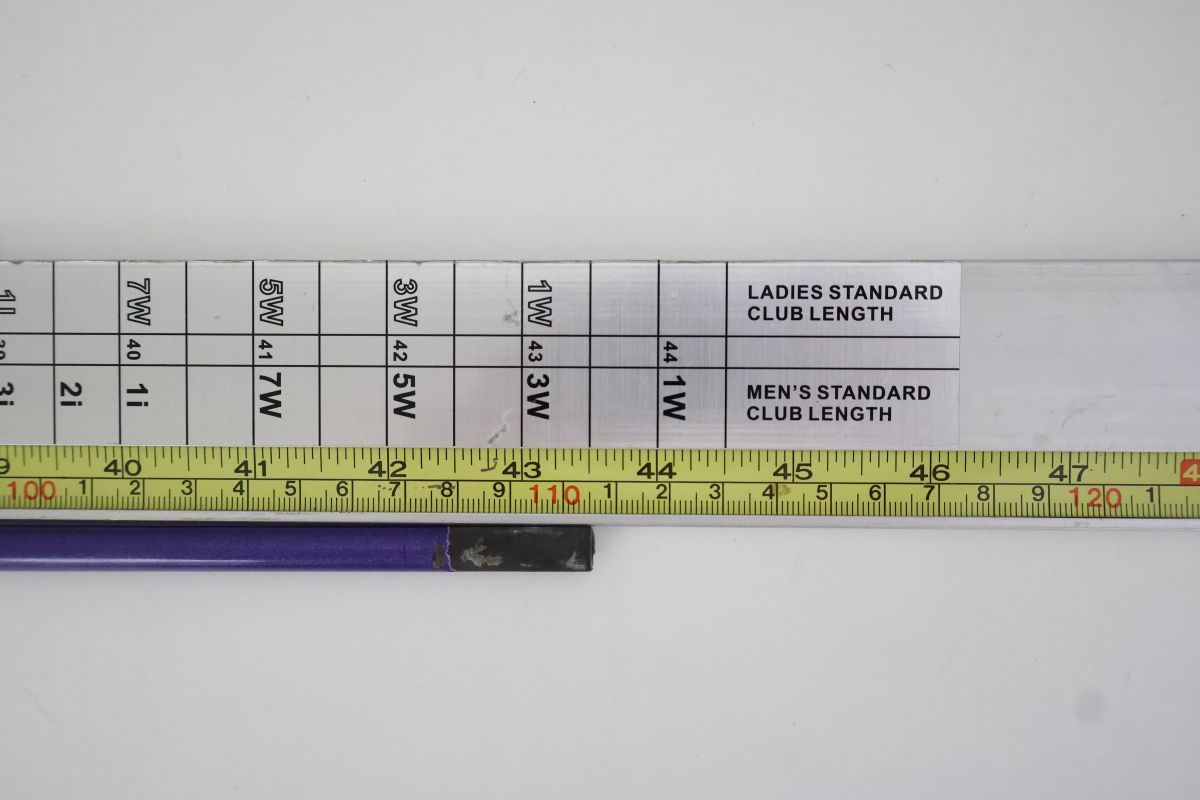 7W 5W 3W 1W
LADIES STANDARD
CLUB LENGTH
40 41 42 43 44
3i 2i 1i 7W 5W 3W 1W
MEN'S STANDARD
CLUB LENGTH
40 41 42 43 44 45 46 47
100 1 2 3 4 5 6 7 8 9 110 1 2 3 4 5 6 7 8 9 120 1